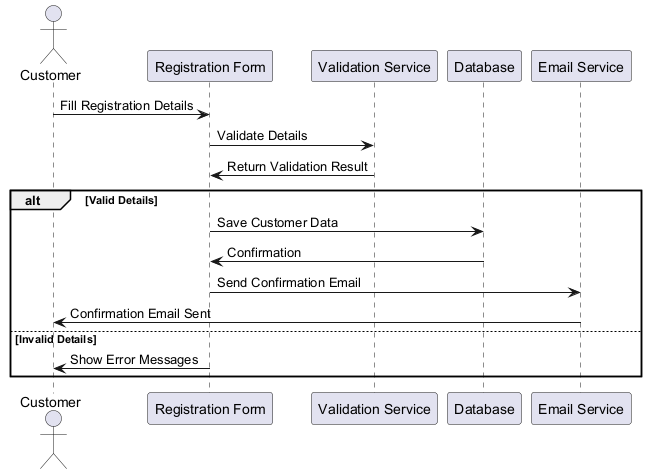 Customer
Registration Form
Validation Service
Database
Email Service
Fill Registration Details
Validate Details
Return Validation Result
alt
[Valid Details]
Save Customer Data
Confirmation
Send Confirmation Email
Confirmation Email Sent
[Invalid Details]
Show Error Messages
Customer
Registration Form
Validation Service
Database
Email Service